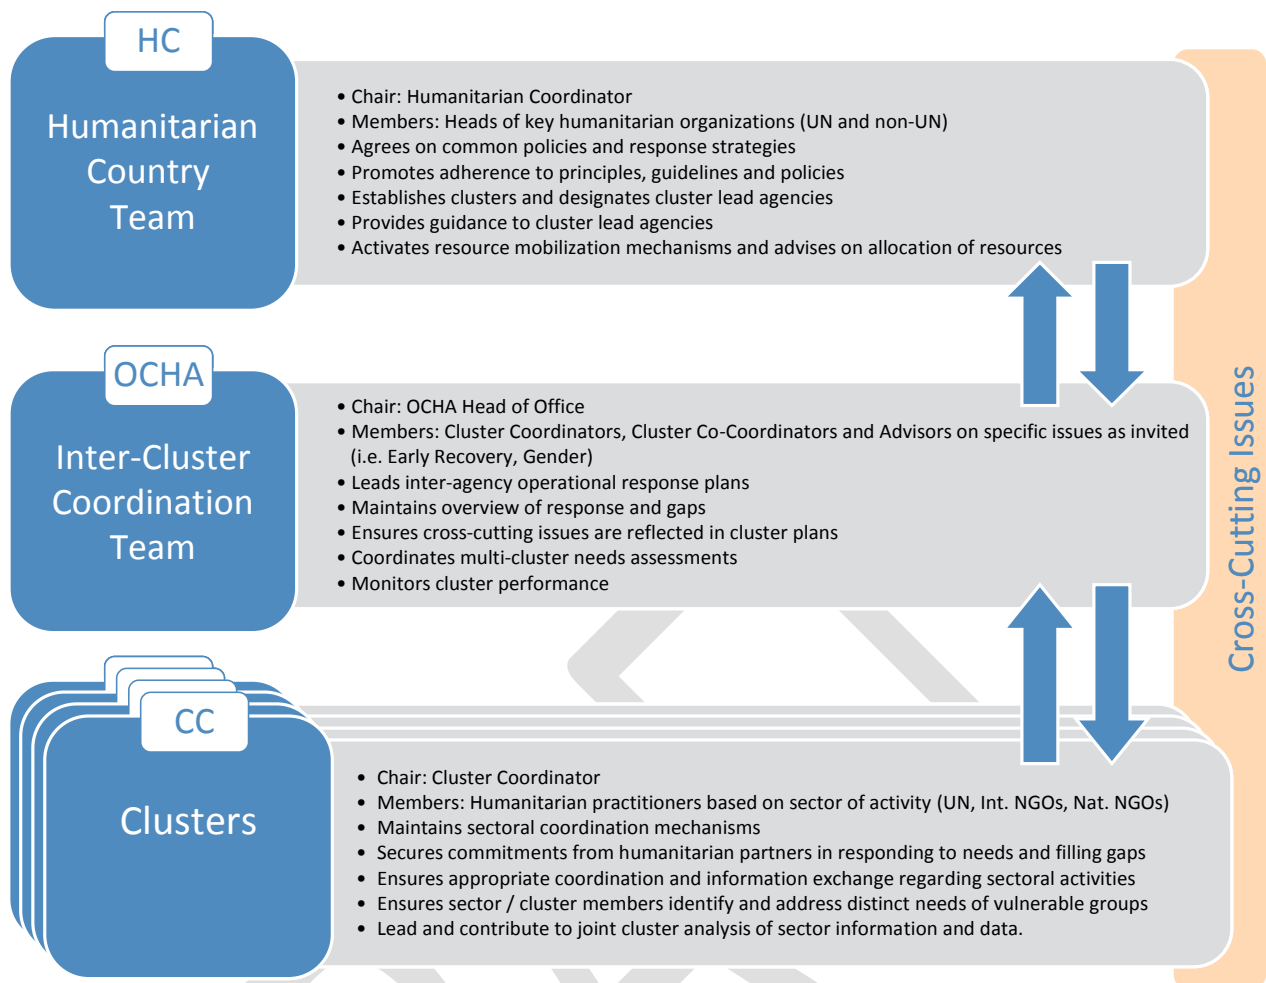 HC
Humanitarian
Country
Team
• Chair: Humanitarian Coordinator
• Members: Heads of key humanitarian organizations (UN and non-UN)
• Agrees on common policies and response strategies
• Promotes adherence to principles, guidelines and policies
• Establishes clusters and designates cluster lead agencies
• Provides guidance to cluster lead agencies
• Activates resource mobilization mechanisms and advises on allocation of resources
OCHA
Inter-Cluster
Coordination
Team
• Chair: OCHA Head of Office
• Members: Cluster Coordinators, Cluster Co-Coordinators and Advisors on specific issues as invited
(i.e. Early Recovery, Gender)
• Leads inter-agency operational response plans
• Maintains overview of response and gaps
• Ensures cross-cutting issues are reflected in cluster plans
• Coordinates multi-cluster needs assessments
• Monitors cluster performance
CC
Clusters
• Chair: Cluster Coordinator
• Members: Humanitarian practitioners based on sector of activity (UN, Int. NGOs, Nat. NGOs)
• Maintains sectoral coordination mechanisms
• Secures commitments from humanitarian partners in responding to needs and filling gaps
• Ensures appropriate coordination and information exchange regarding sectoral activities
• Ensures sector / cluster members identify and address distinct needs of vulnerable groups
• Lead and contribute to joint cluster analysis of sector information and data.
Cross-Cutting Issues